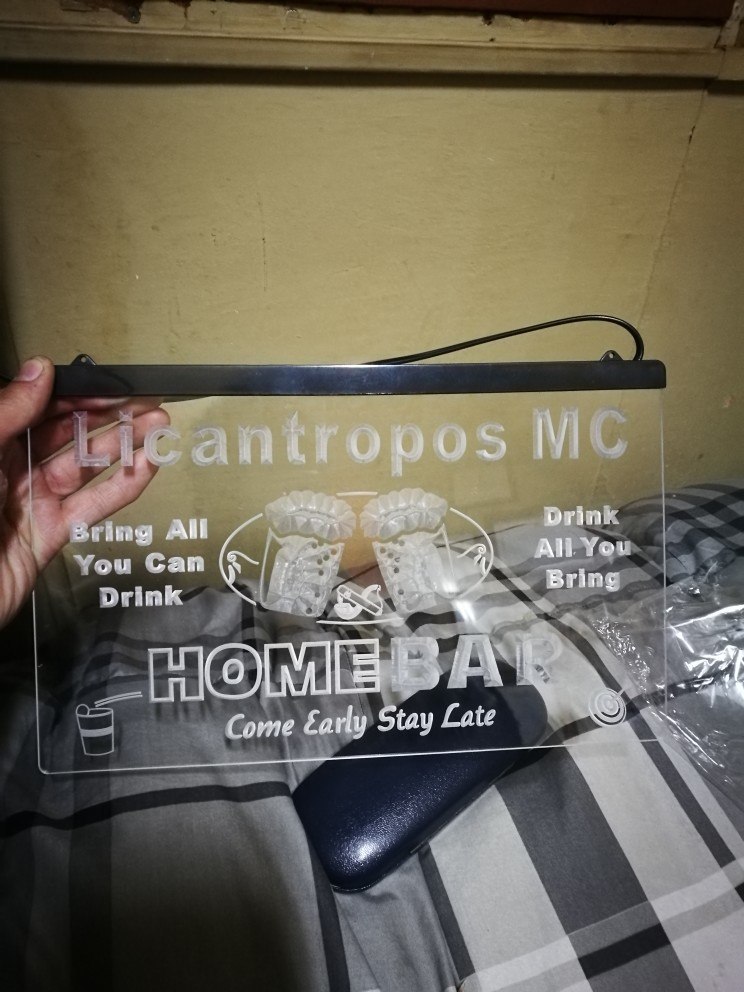 Licantropos MC
Bring All
You Can
Drink
Drink
All You
Bring
HOME BAR
Come Early Stay Late